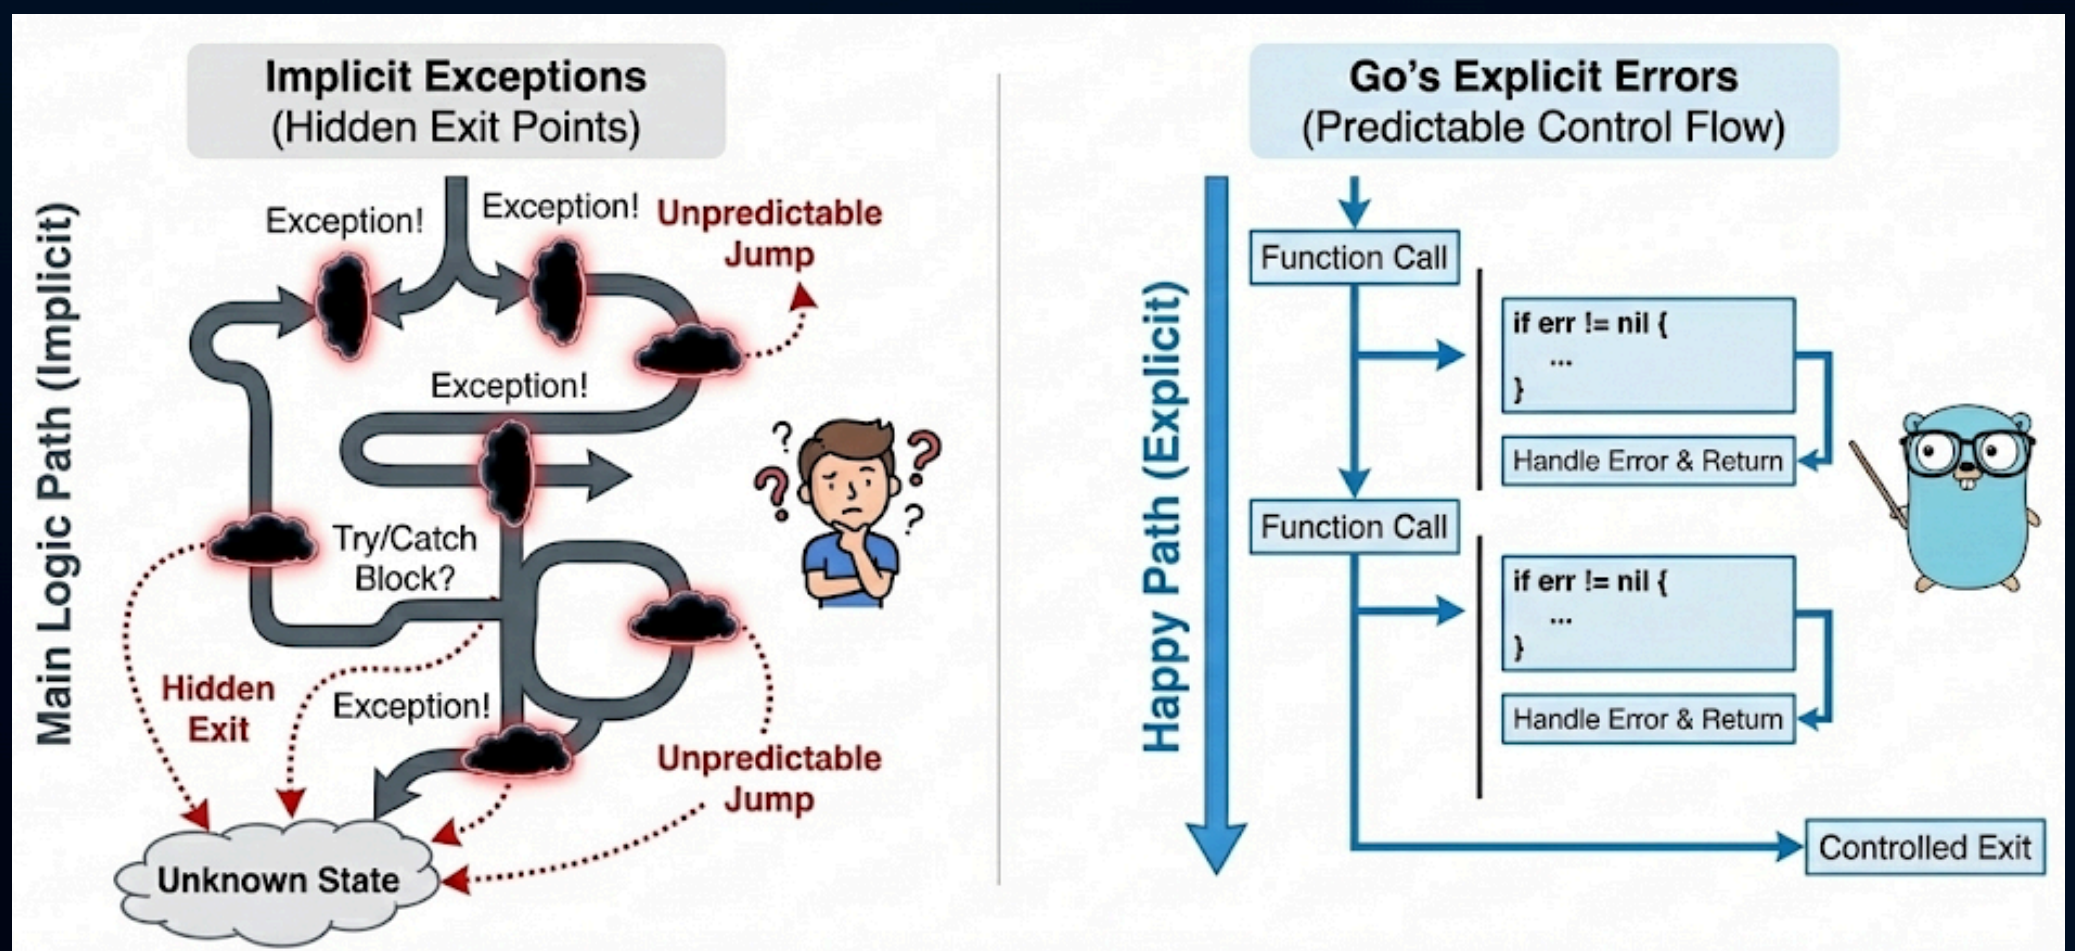 Implicit Exceptions
(Hidden Exit Points)
Main Logic Path (Implicit)
Exception!
Exception!
Unpredictable
Jump
Exception!
?
?
?
?
Try/Catch
Block?
Hidden
Exit
Exception!
Unpredictable
Jump
Unknown State
Go's Explicit Errors
(Predictable Control Flow)
Happy Path (Explicit)
Function Call
if err != nil {
...
}
Handle Error & Return
Function Call
if err != nil {
...
}
Handle Error & Return
Controlled Exit